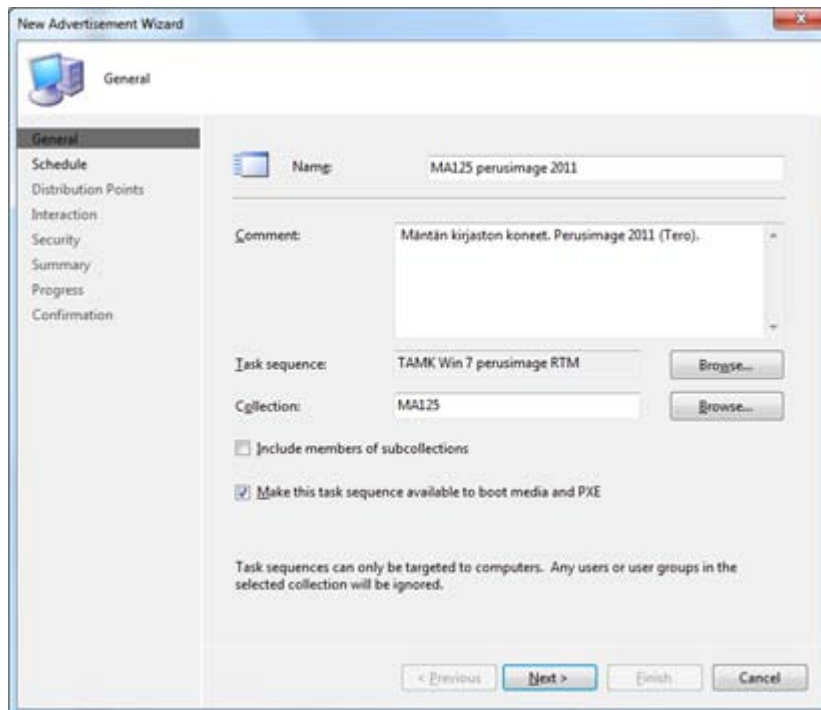 New Advertisement Wizard
General
General
Schedule
Distribution Points
Interaction
Security
Summary
Progress
Confirmation
Name: MA125 perusimage 2011
Comment: Mäntän kirjaston koneet. Perusimage 2011 (Tero).
Task sequence: TAMK Win 7 perusimage RTM Browse...
Collection: MA125 Browse...
Include members of subcollections
Make this task sequence available to boot media and PXE
Task sequences can only be targeted to computers. Any users or user groups in the
selected collection will be ignored.
< Previous Next > Finish Cancel